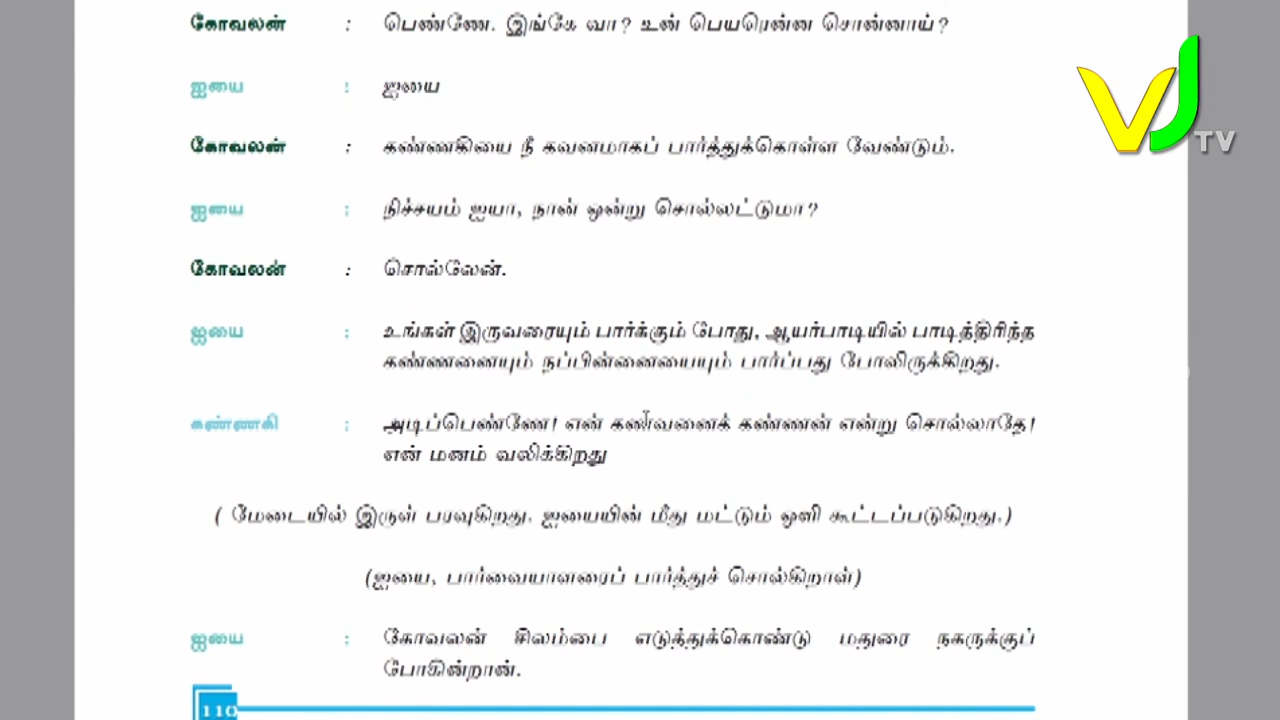 கோவலன் : பெண்ணே. இங்கே வா? உன் பெயரென்ன சொன்னாய்?
VJ TV
ஐயை : ஐயை
கோவலன் : கண்ணகியை நீ கவனமாகப் பார்த்துக்கொள்ள வேண்டும்.
ஐயை : நிச்சயம் ஐயா, நான் ஒன்று சொல்லட்டுமா?
கோவலன் : சொல்லேன்.
ஐயை : உங்கள் இருவரையும் பார்க்கும் போது, ஆயர்பாடியில் பாடித்திரிந்த
கண்ணனையும் நப்பின்னையையும் பார்ப்பது போலிருக்கிறது.
கண்ணகி : அடிப்பெண்ணே! என் கணவனைக் கண்ணன் என்று சொல்லாதே!
என் மனம் வலிக்கிறது
( மேடையில் இருள் பரவுகிறது. ஐயையின் மீது மட்டும் ஒளி கூட்டப்படுகிறது.)
(ஐயை, பார்வையாளரைப் பார்த்துச் சொல்கிறாள்)
ஐயை : கோவலன் சிலம்பை எடுத்துக்கொண்டு மதுரை நகருக்குப்
போகின்றான்.
110